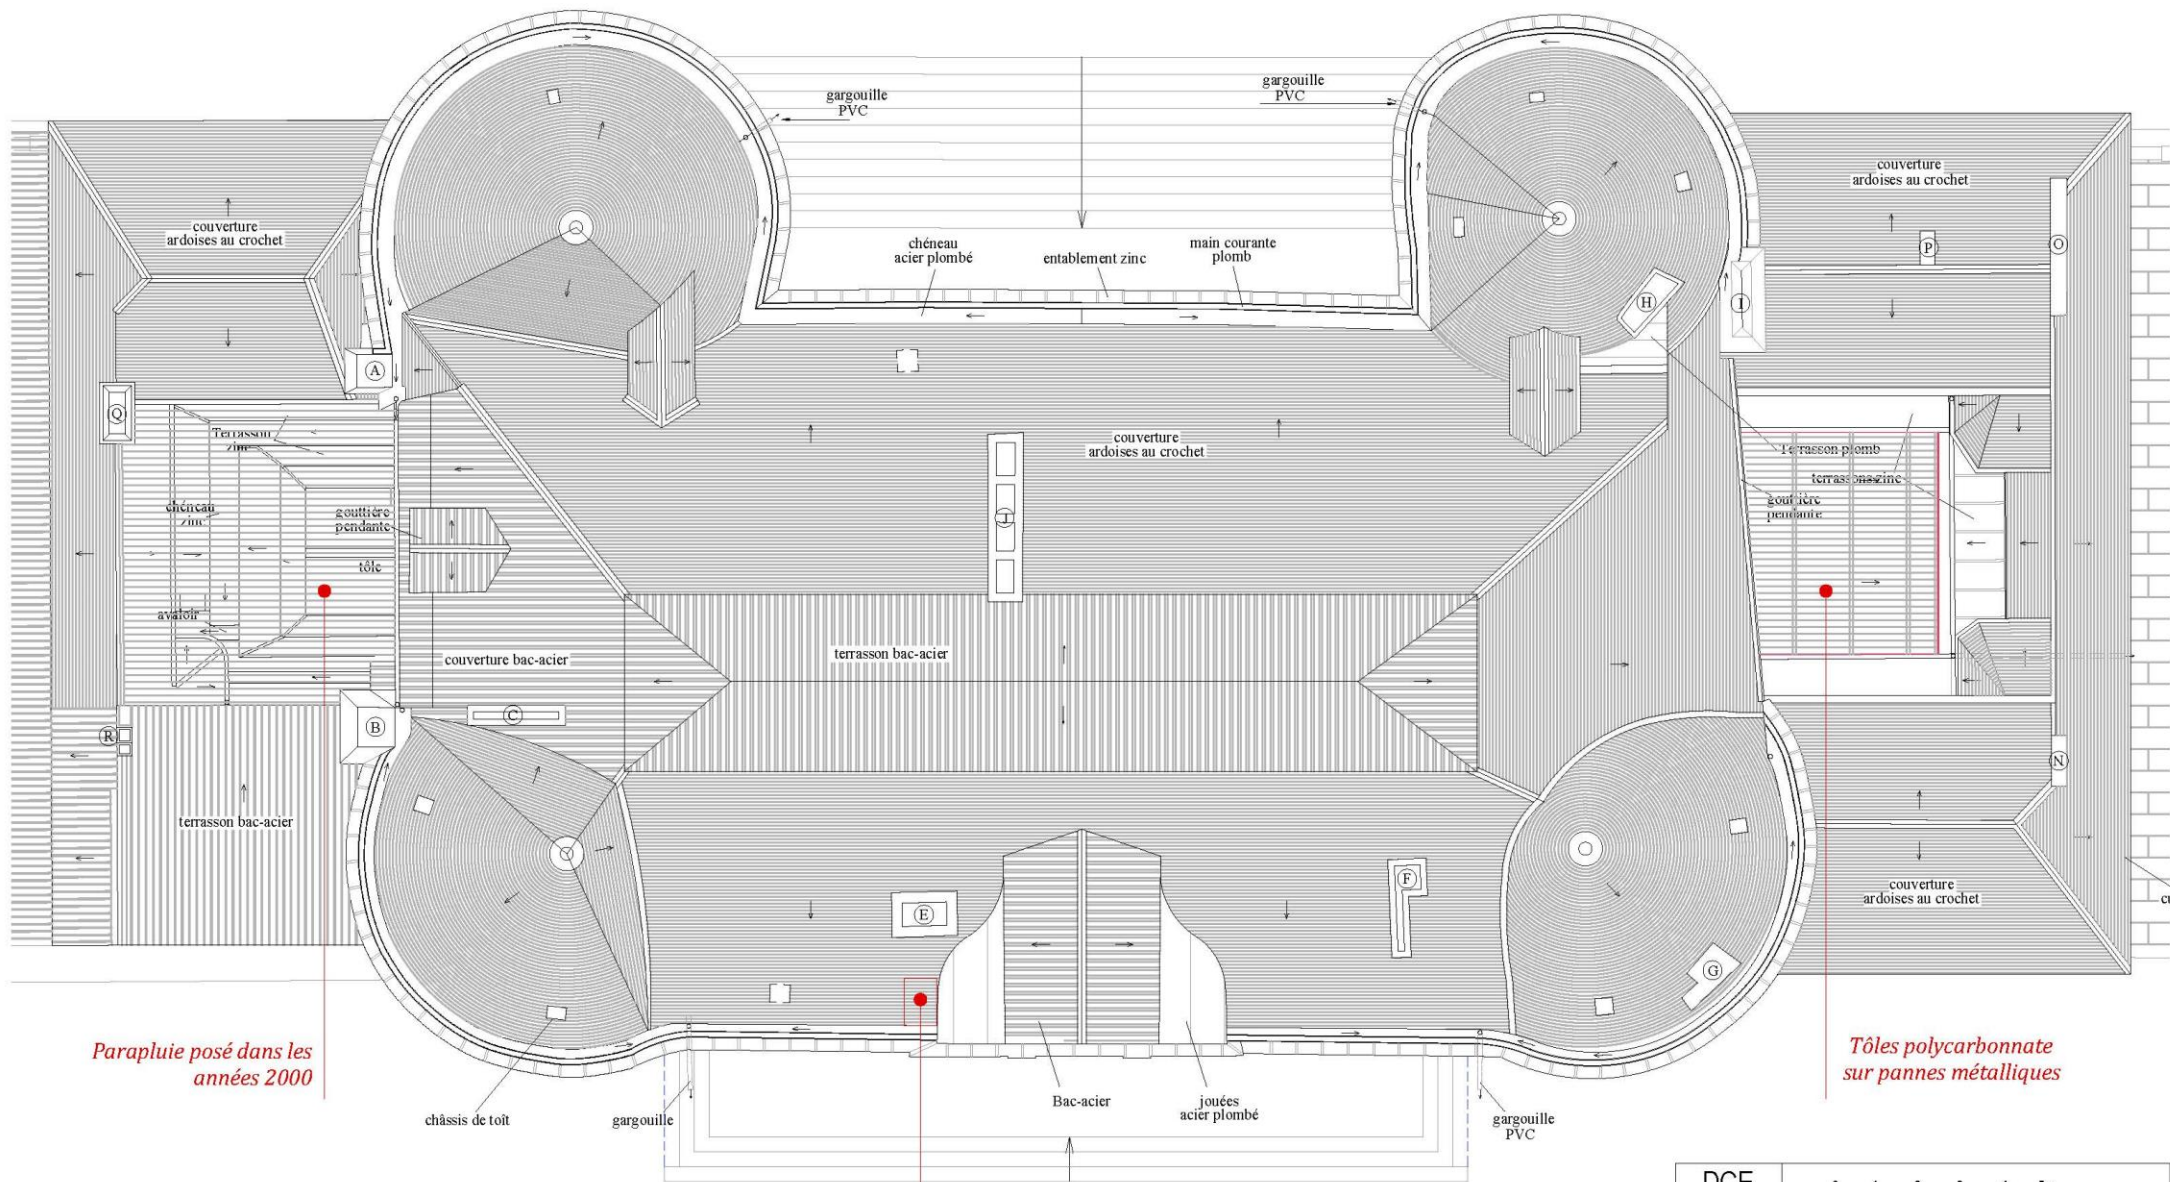 gargouille
PVC
gargouille
PVC
couverture
ardoises au crochet
couverture
ardoises au crochet
chéneau
acier plombé
entablement zinc
main courante
plomb
P
O
H
I
A
Q
Terrasson
zinc
couverture
ardoises au crochet
Terrasson plomb
terrassons zinc
chéneau
zinc
gouttière
pendante
J
gouttière
pendante
tôle
avaloir
couverture bac-acier
terrasson bac-acier
C
B
R
N
terrasson bac-acier
E
F
couverture
ardoises au crochet
G
Parapluie posé dans les
années 2000
Tôles polycarbonnate
sur pannes métalliques
châssis de toît
gargouille
Bac-acier
jouées
acier plombé
gargouille
PVC
DCE